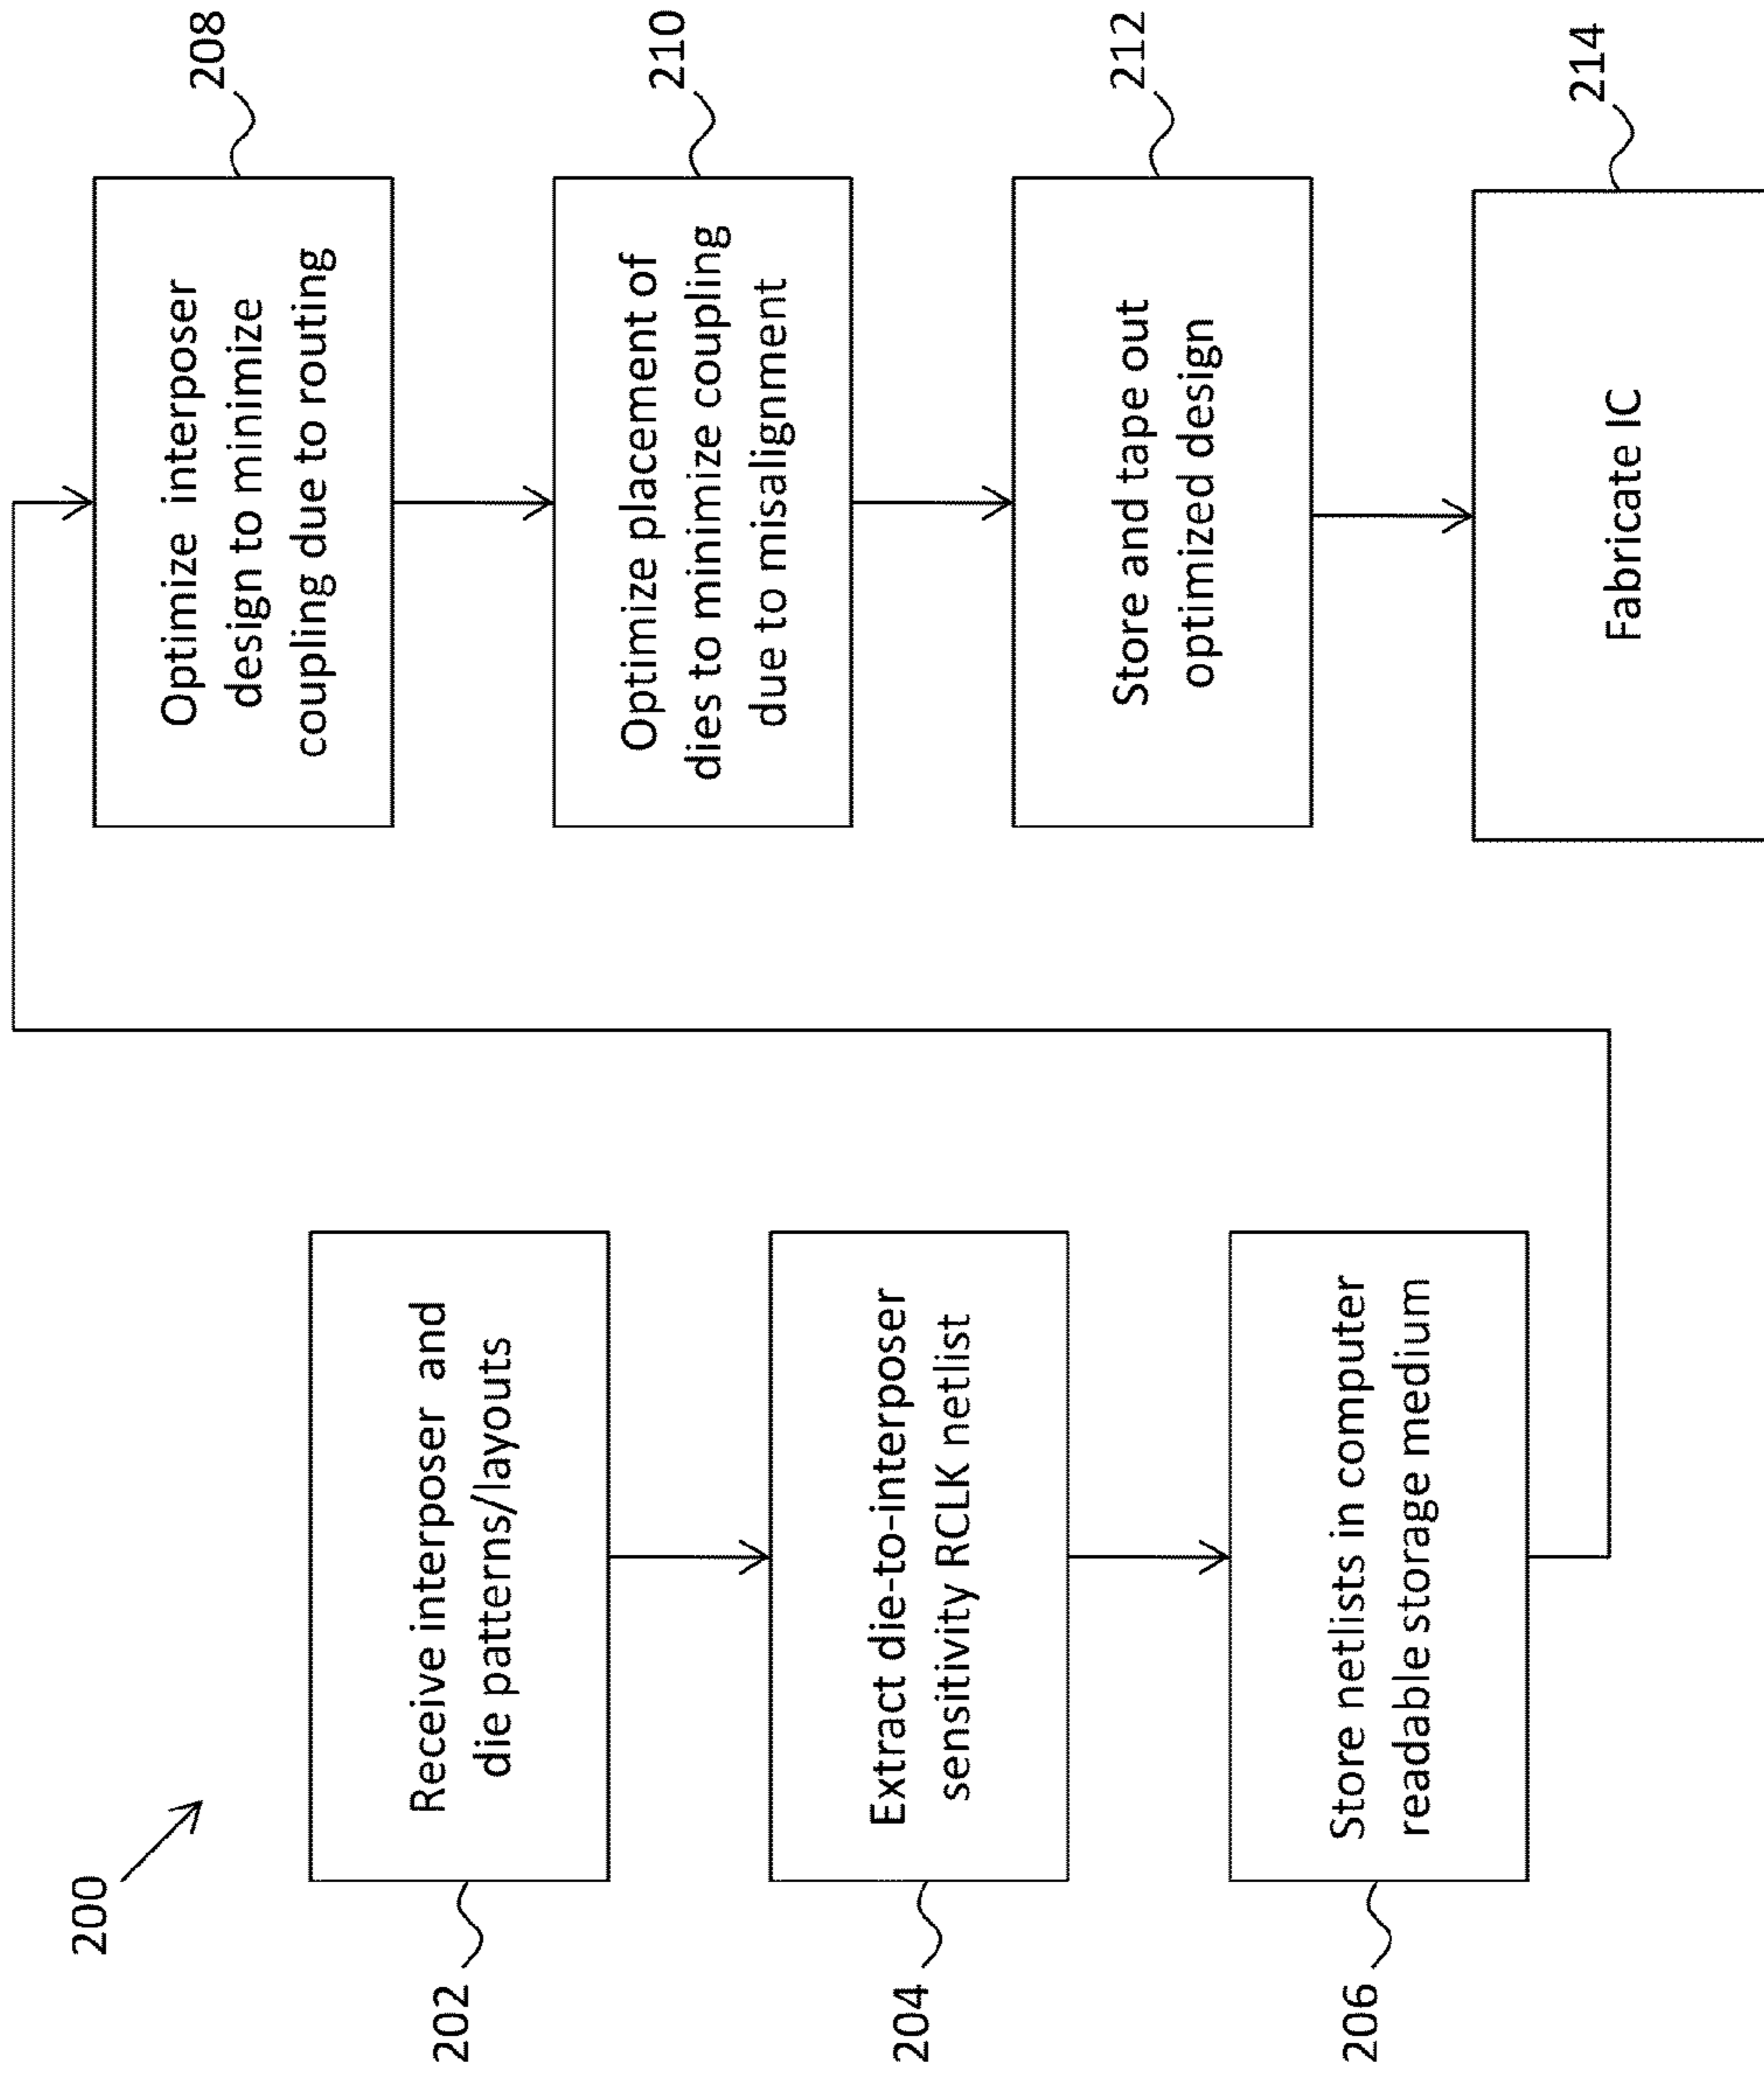 200
202
Receive interposer and
die patterns/layouts
204
Extract die-to-interposer
sensitivity RCLK netlist
206
Store netlists in computer
readable storage medium
208
Optimize interposer
design to minimize
coupling due to routing
210
Optimize placement of
dies to minimize coupling
due to misalignment
212
Store and tape out
optimized design
214
Fabricate IC